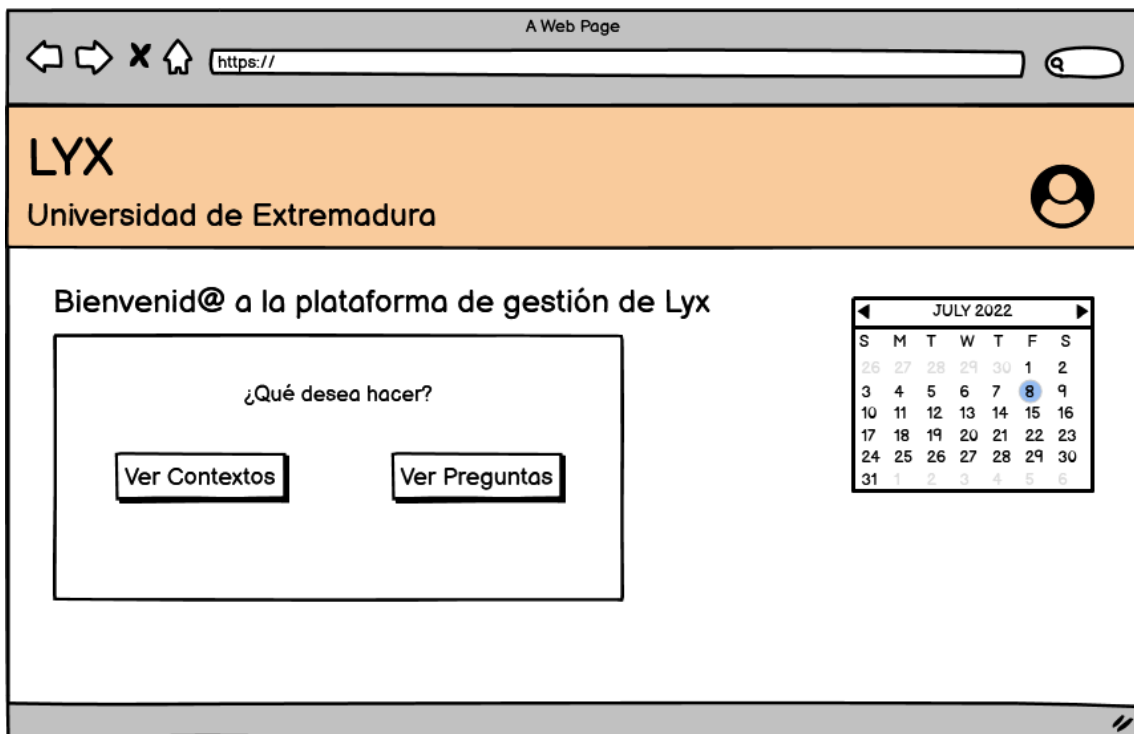 A Web Page
https://
LYX
Universidad de Extremadura
Bienvenid@ a la plataforma de gestión de Lyx
¿Qué desea hacer?
Ver Contextos
Ver Preguntas
JULY 2022
S M T W T F S
26 27 28 29 30 1 2
3 4 5 6 7 8 9
10 11 12 13 14 15 16
17 18 19 20 21 22 23
24 25 26 27 28 29 30
31 1 2 3 4 5 6